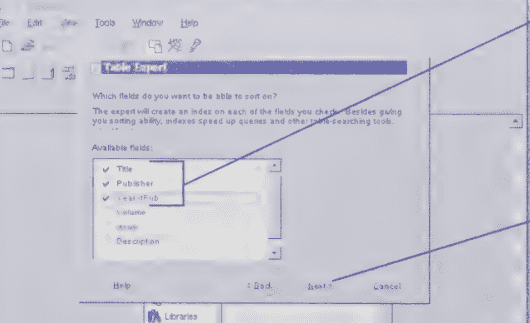 File Edit View Tools Window Help
Table Expert
Which fields do you want to be able to sort on?
The expert will create an index on each of the fields you check. Besides giving
you sorting ability, indexes speed up queries and other table-searching tools.
Available fields:
Title
Publisher
Volume
Description
Help < Back Next > Cancel
Libraries